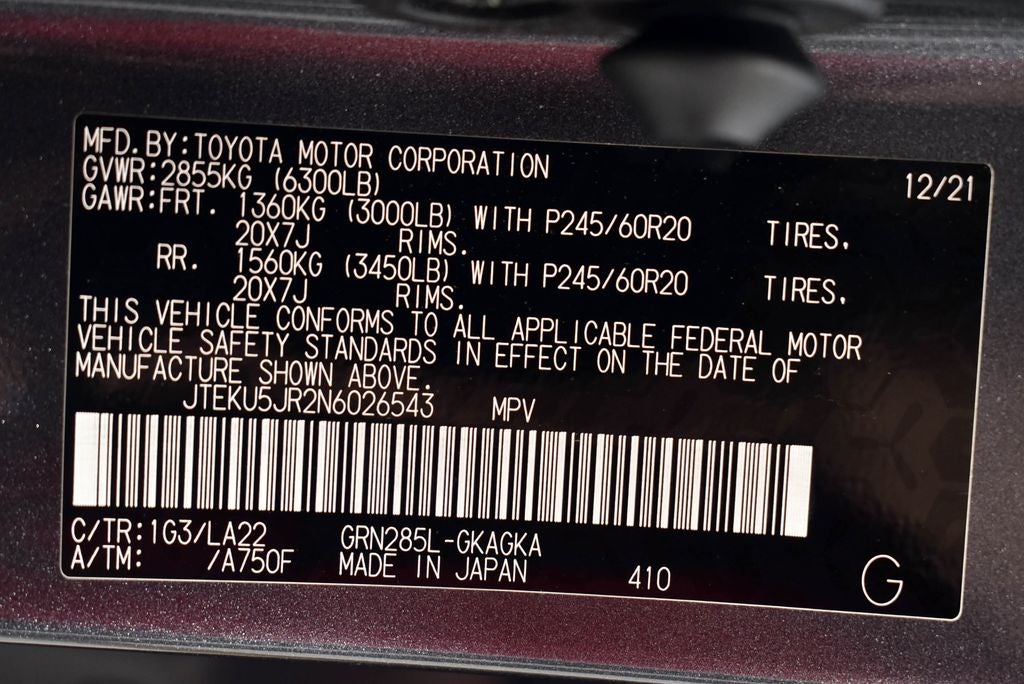 MFD. BY: TOYOTA MOTOR CORPORATION 12/21
GVWR: 2855KG (6300LB)
GAWR: FRT. 1360KG (3000LB) WITH P245/60R20 TIRES,
20X7J RIMS.
RR. 1560KG (3450LB) WITH P245/60R20 TIRES,
20X7J RIMS.
THIS VEHICLE CONFORMS TO ALL APPLICABLE FEDERAL MOTOR
VEHICLE SAFETY STANDARDS IN EFFECT ON THE DATE OF
MANUFACTURE SHOWN ABOVE.
JTEKU5JR2N6026543 MPV
C/TR: 1G3/LA22 GRN285L-GKAGKA
A/TM: /A750F MADE IN JAPAN 410 G